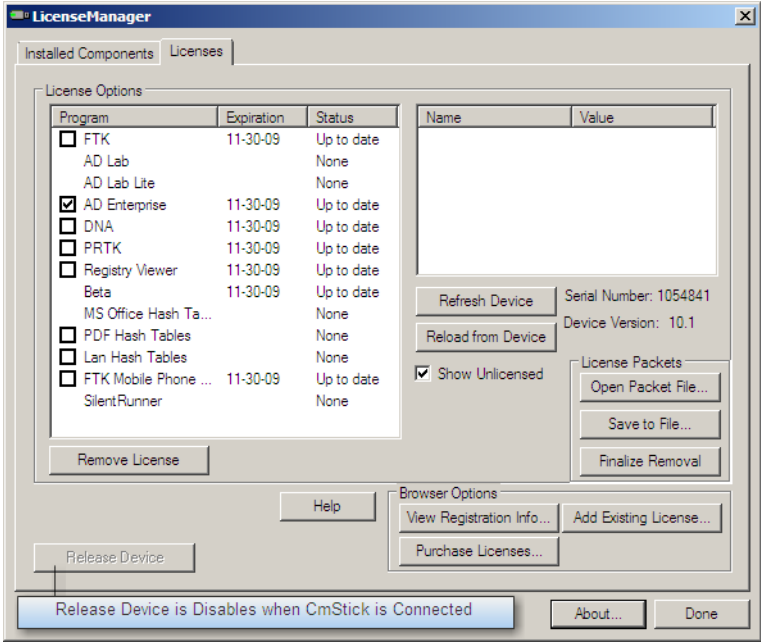 LicenseManager
Installed Components Licenses
License Options
Program Expiration Status
FTK 11-30-09 Up to date
AD Lab None
AD Lab Lite None
AD Enterprise 11-30-09 Up to date
DNA 11-30-09 Up to date
PRTK 11-30-09 Up to date
Registry Viewer 11-30-09 Up to date
Beta 11-30-09 Up to date
MS Office Hash Ta... None
PDF Hash Tables None
Lan Hash Tables None
FTK Mobile Phone ... 11-30-09 Up to date
SilentRunner None
Remove License
Name Value
Refresh Device
Serial Number: 1054841
Reload from Device
Device Version: 10.1
Show Unlicensed
License Packets
Open Packet File...
Save to File...
Finalize Removal
Help
Browser Options
View Registration Info... Add Existing License...
Purchase Licenses...
Release Device
Release Device is Disables when CmStick is Connected
About... Done